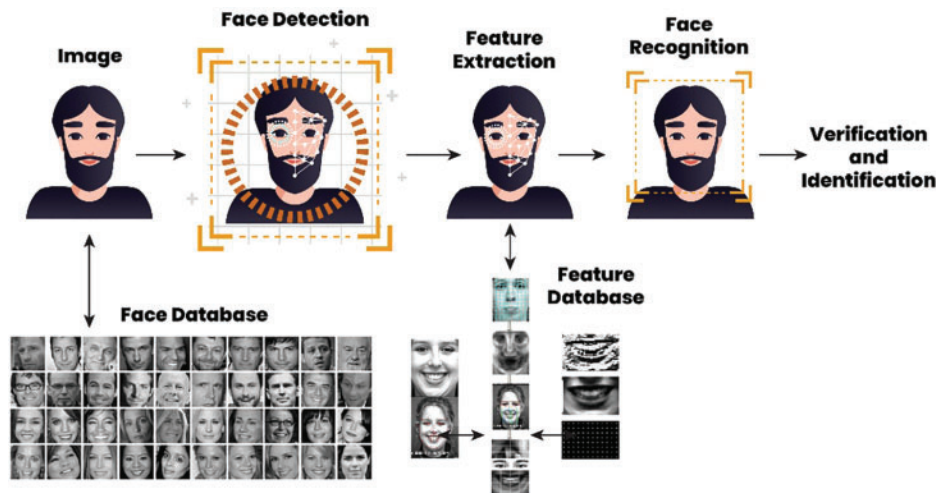 Image
Face Detection
Feature
Extraction
Face
Recognition
Verification
and
Identification
Face Database
Feature
Database